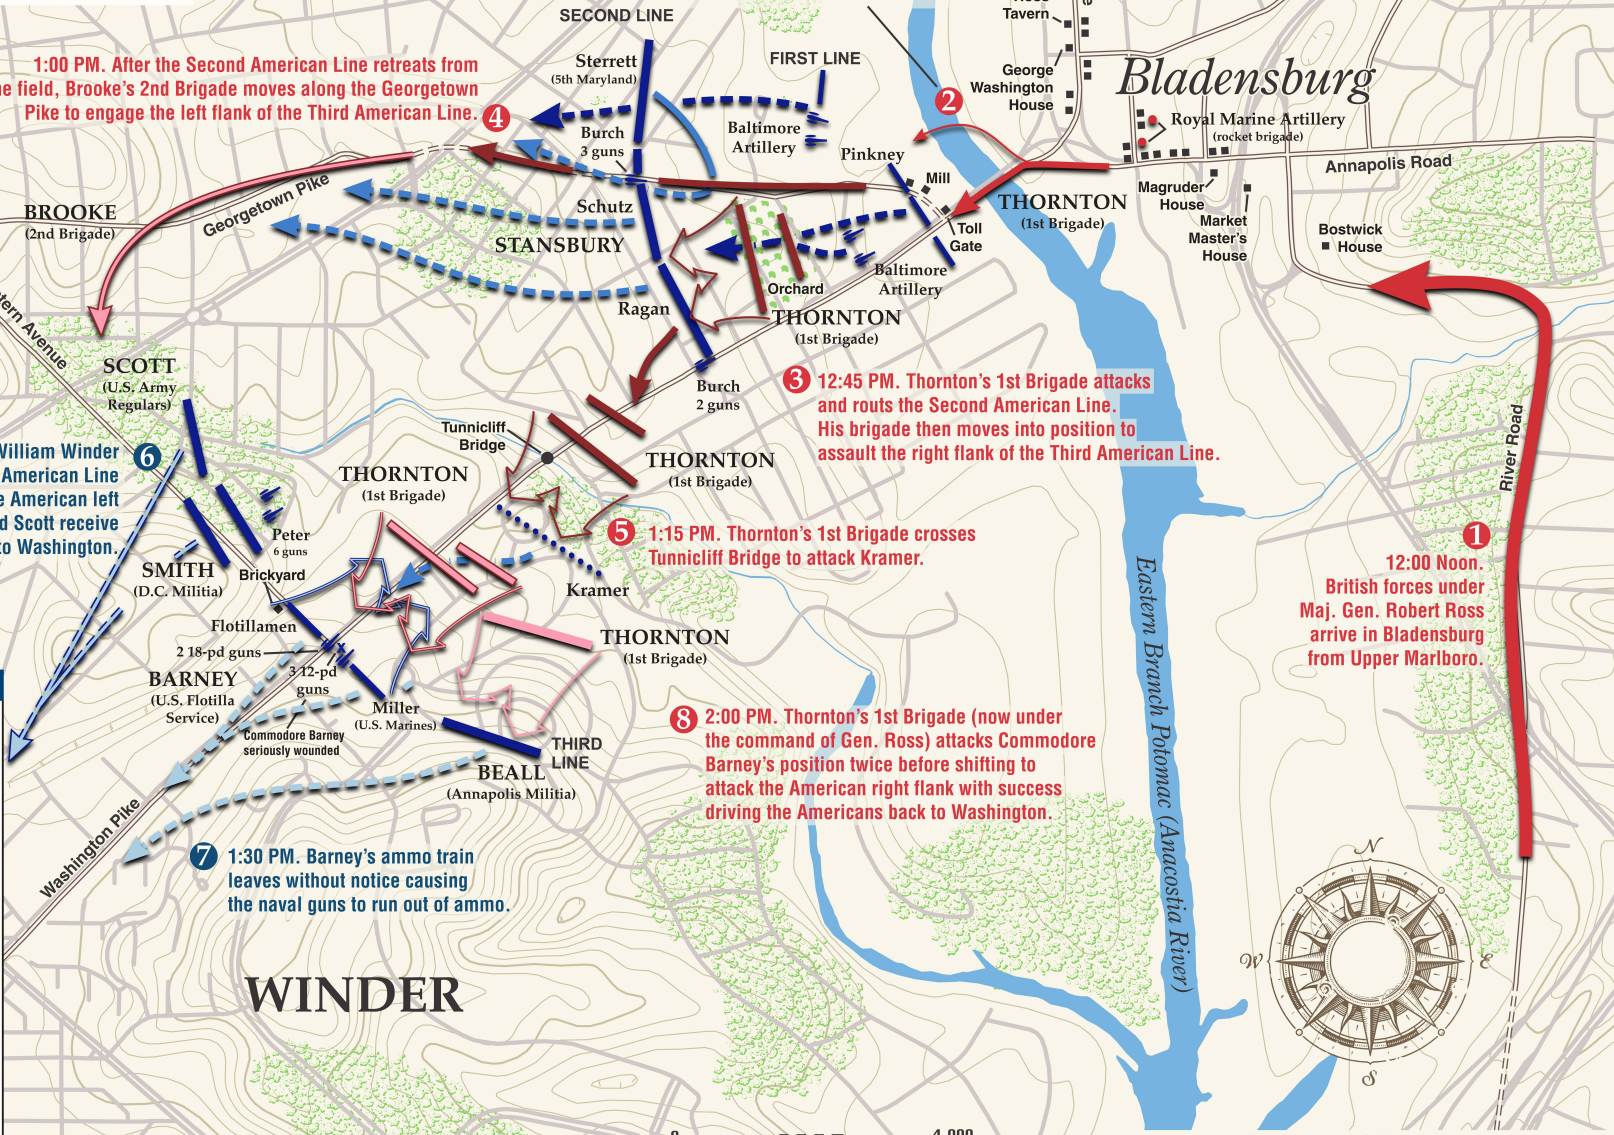 SECOND LINE
Sterrett
(5th Maryland)
FIRST LINE
Tavern
George
Washington
House
Bladensburg
Royal Marine Artillery
(rocket brigade)
Annapolis Road
1:00 PM. After the Second American Line retreats from
field, Brooke's 2nd Brigade moves along the Georgetown
Pike to engage the left flank of the Third American Line.
4
2
Burch
3 guns
Baltimore
Artillery
Pinkney
Mill
Magruder
House
Market
Master's
House
Bostwick
House
THORNTON
(1st Brigade)
Toll
Gate
BROOKE
(2nd Brigade)
Georgetown Pike
Schutz
STANSBURY
Baltimore
Artillery
Orchard
Ragan
THORNTON
(1st Brigade)
Avenue
SCOTT
(U.S. Army
Regulars)
Burch
2 guns
3
12:45 PM. Thornton's 1st Brigade attacks
and routs the Second American Line.
His brigade then moves into position to
assault the right flank of the Third American Line.
River Road
Tunnicliff
Bridge
THORNTON
(1st Brigade)
THORNTON
(1st Brigade)
6
William Winder
American Line
American left
Scott receive
to Washington.
Peter
6 guns
5
1:15 PM. Thornton's 1st Brigade crosses
Tunnicliff Bridge to attack Kramer.
1
12:00 Noon.
British forces under
Maj. Gen. Robert Ross
arrive in Bladensburg
from Upper Marlboro.
SMITH
(D.C. Militia)
Brickyard
Kramer
Flotillamen
2 18-pd guns
3 12-pd
guns
THORNTON
(1st Brigade)
BARNEY
(U.S. Flotilla
Service)
Miller
(U.S. Marines)
Commodore Barney
seriously wounded
THIRD
LINE
BEALL
(Annapolis Militia)
8
2:00 PM. Thornton's 1st Brigade (now under
the command of Gen. Ross) attacks Commodore
Barney's position twice before shifting to
attack the American right flank with success
driving the Americans back to Washington.
Eastern Branch Potomac (Anacostia River)
Washington Pike
7
1:30 PM. Barney's ammo train
leaves without notice causing
the naval guns to run out of ammo.
N
W
E
S
WINDER